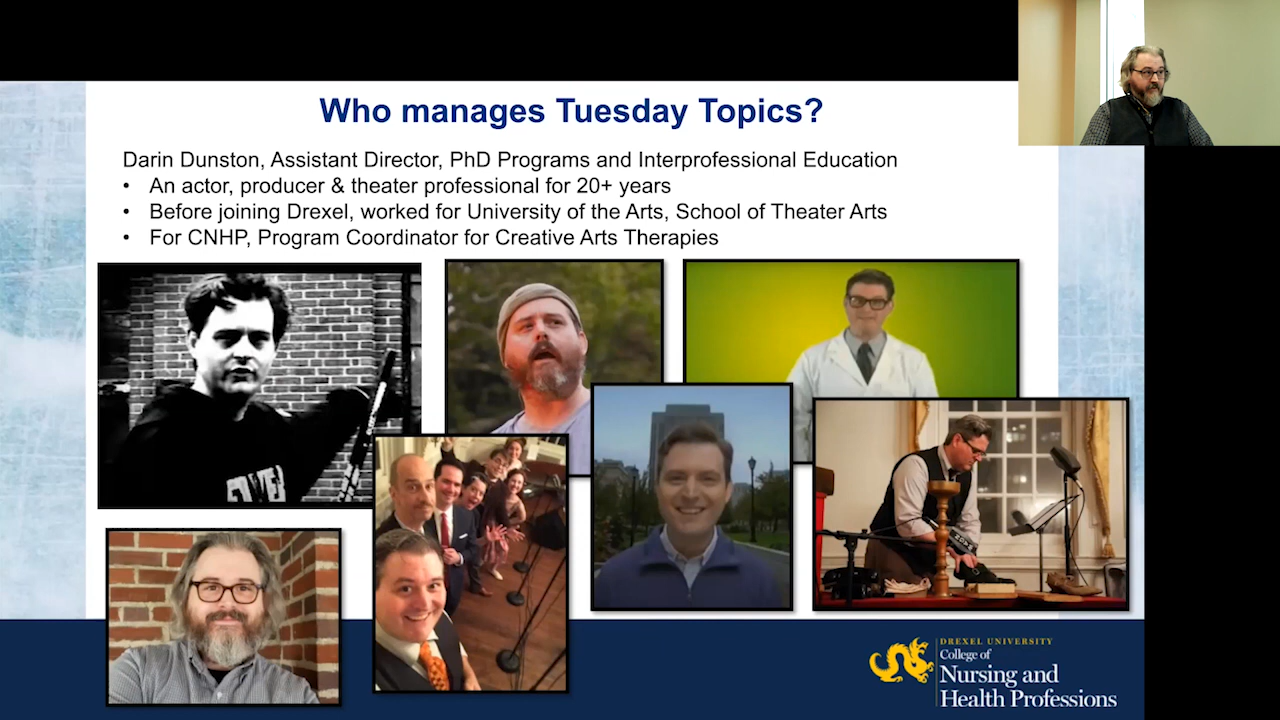 Who manages Tuesday Topics?
Darin Dunston, Assistant Director, PhD Programs and Interprofessional Education
• An actor, producer & theater professional for 20+ years
• Before joining Drexel, worked for University of the Arts, School of Theater Arts
• For CNHP, Program Coordinator for Creative Arts Therapies
DREXEL UNIVERSITY
College of
Nursing and
Health Professions